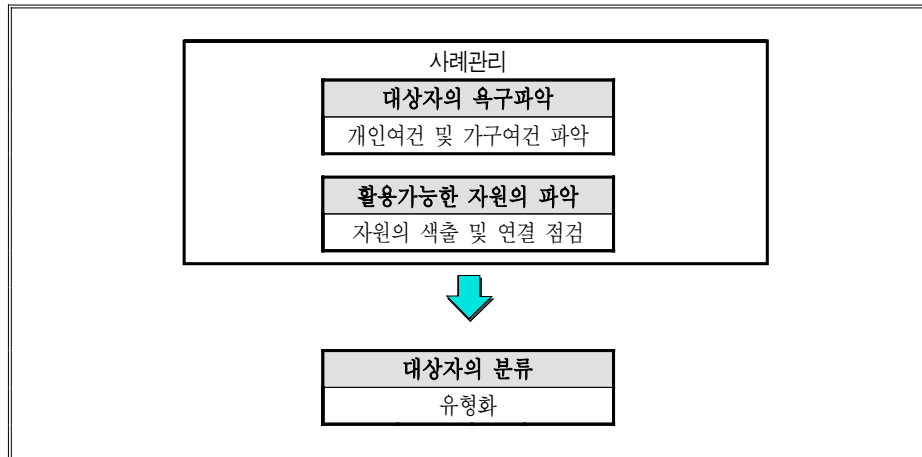 사례관리
대상자의 욕구파악
개인여건 및 가구여건 파악
활용가능한 자원의 파악
자원의 색출 및 연결 점검
대상자의 분류
유형화